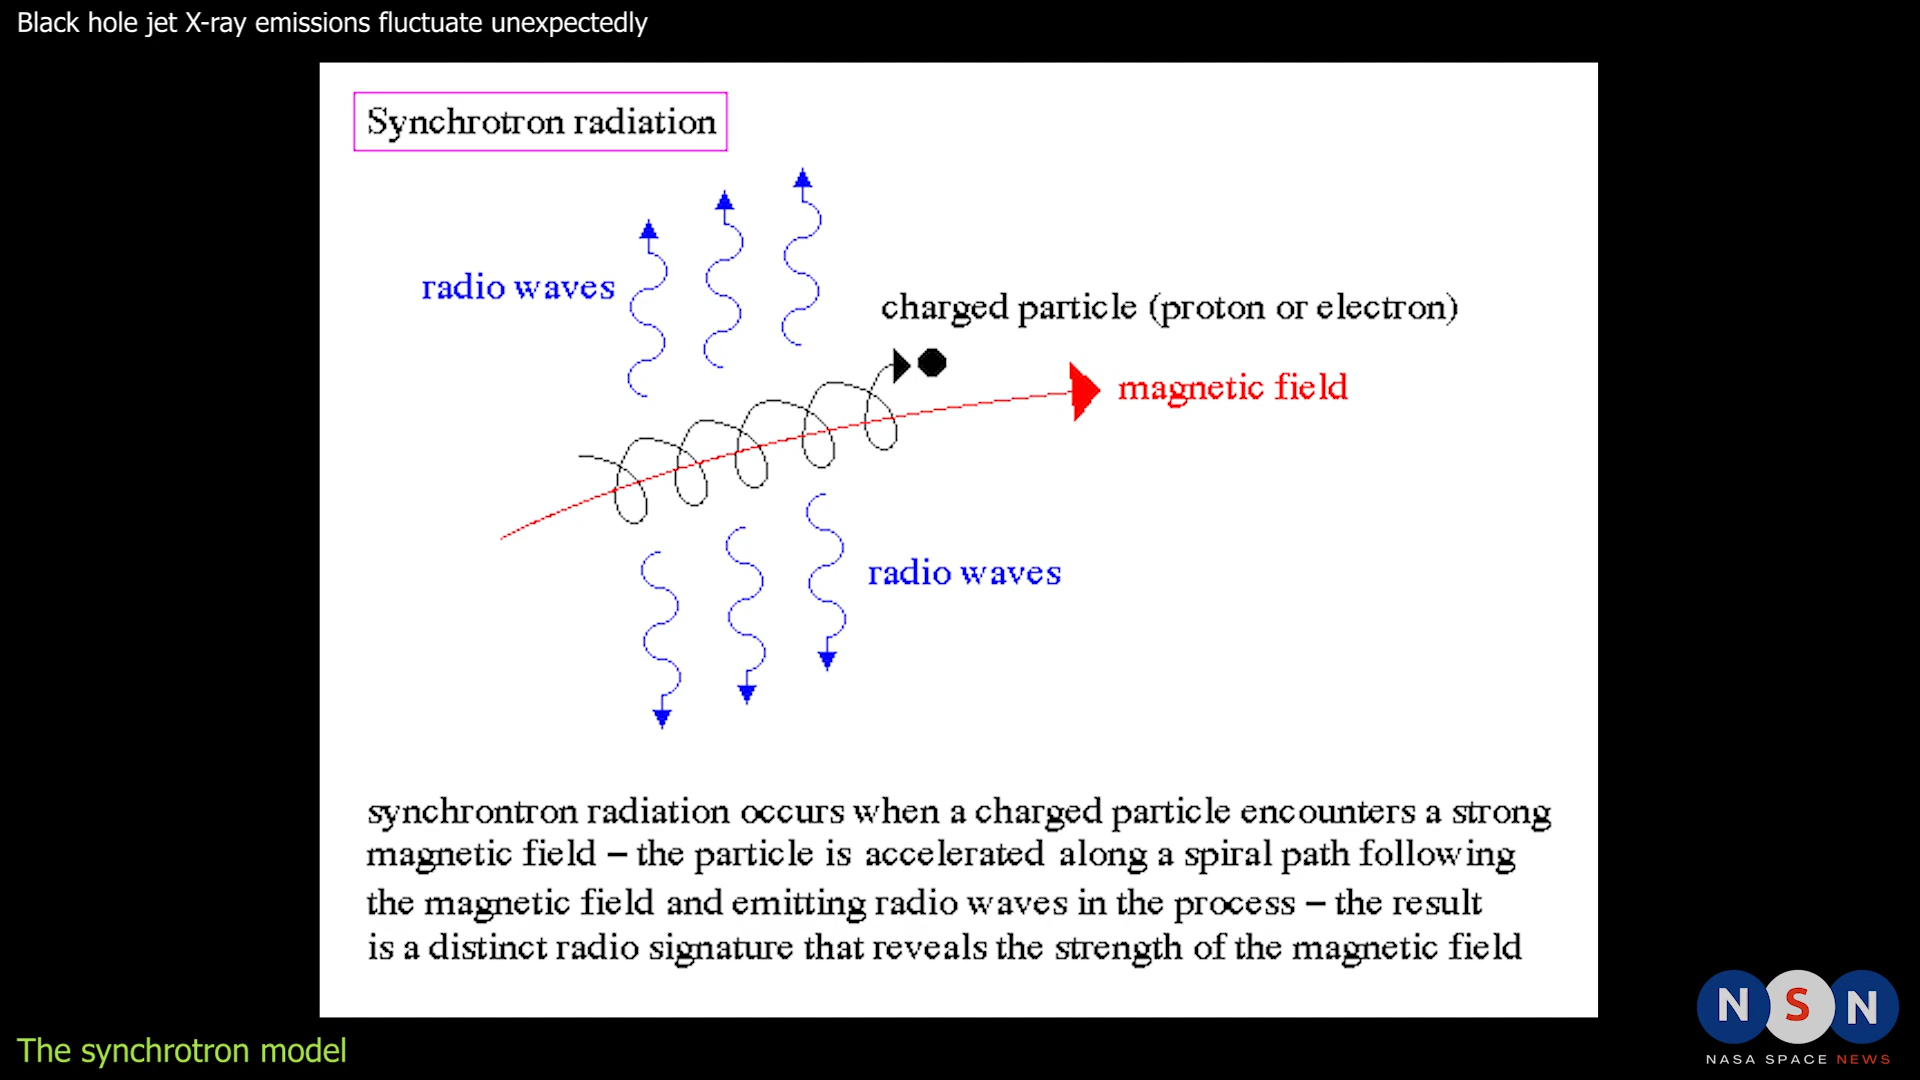 Black hole jet X-ray emissions fluctuate unexpectedly
Synchrotron radiation
radio waves
charged particle (proton or electron)
magnetic field
radio waves
synchrontron radiation occurs when a charged particle encounters a strong
magnetic field – the particle is accelerated along a spiral path following
the magnetic field and emitting radio waves in the process – the result
is a distinct radio signature that reveals the strength of the magnetic field
The synchrotron model
NSN
NASA SPACE NEWS